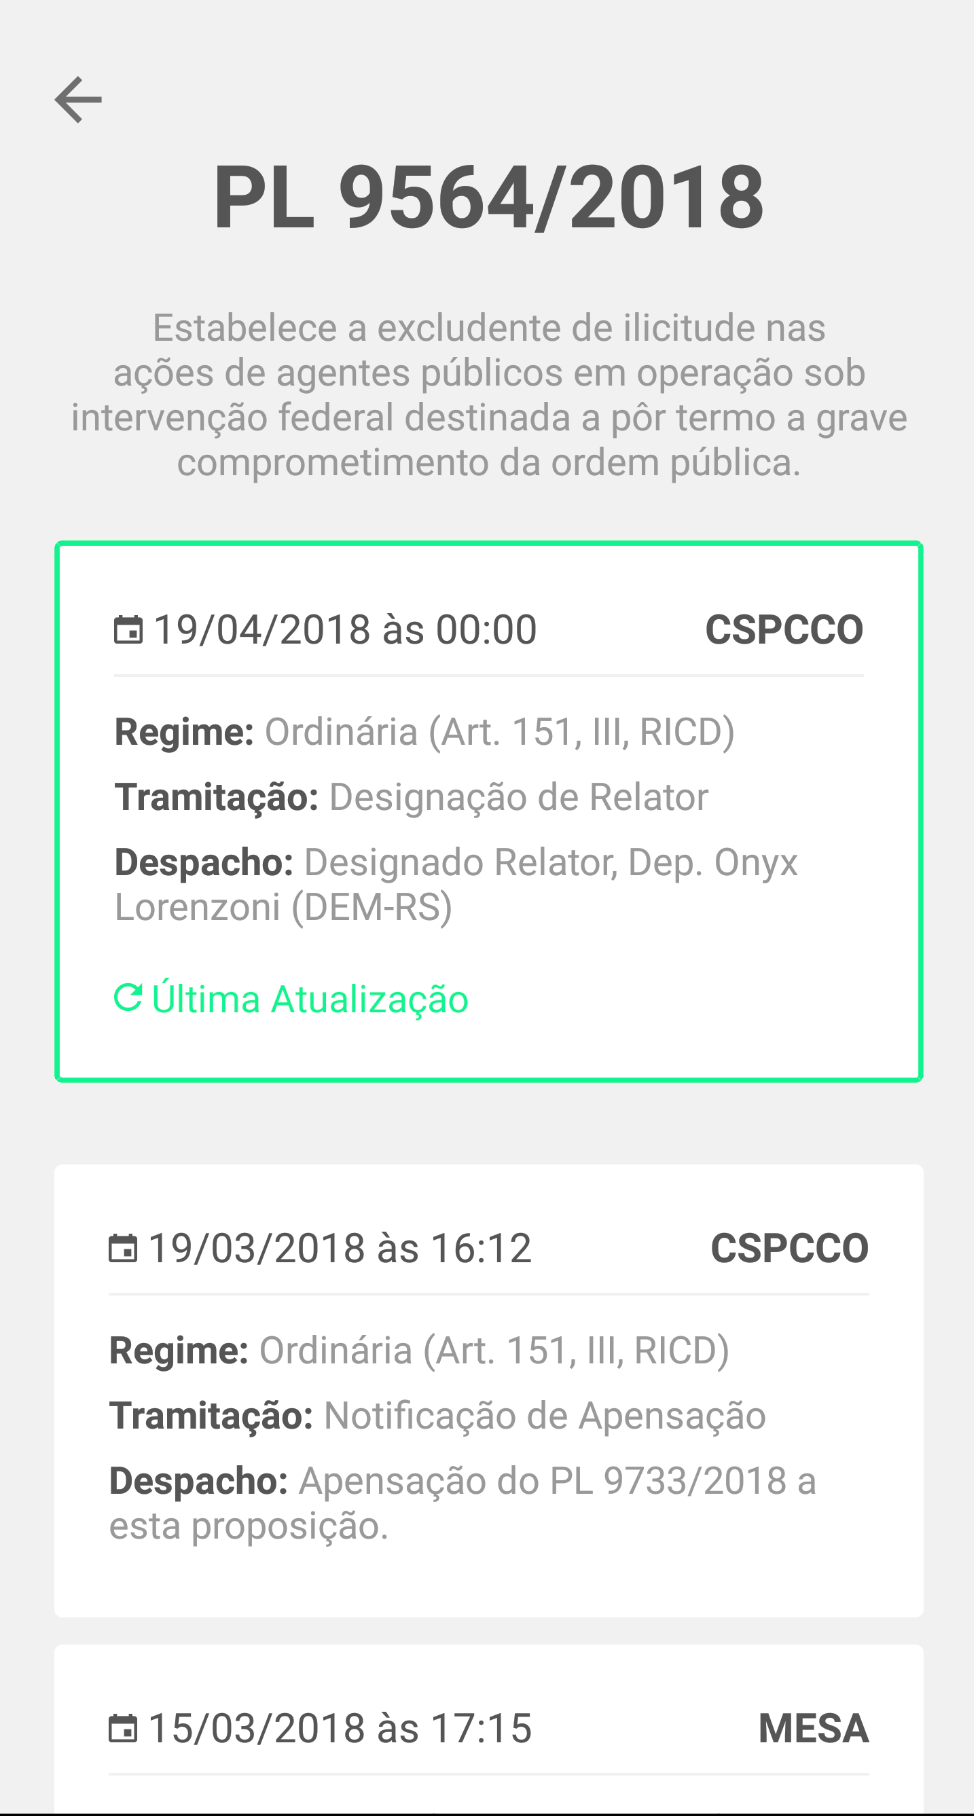 PL 9564/2018
Estabelece a excludente de ilicitude nas
ações de agentes públicos em operação sob
intervenção federal destinada a pôr termo a grave
comprometimento da ordem pública.
19/04/2018 às 00:00 CSPCCO
Regime: Ordinária (Art. 151, III, RICD)
Tramitação: Designação de Relator
Despacho: Designado Relator, Dep. Onyx
Lorenzoni (DEM-RS)
Última Atualização
19/03/2018 às 16:12 CSPCCO
Regime: Ordinária (Art. 151, III, RICD)
Tramitação: Notificação de Apensação
Despacho: Apensação do PL 9733/2018 a
esta proposição.
15/03/2018 às 17:15 MESA